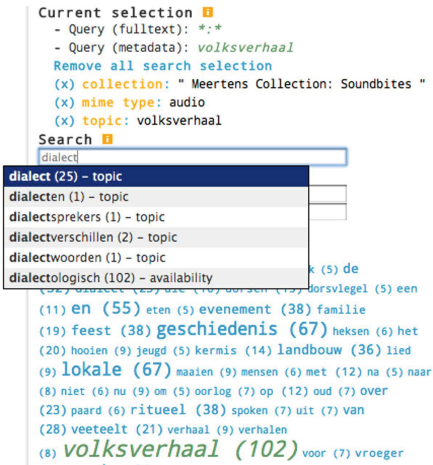 Current selection i
- Query (fulltext): *:*
- Query (metadata): volksverhaal
Remove all search selection
(x) collection: " Meertens Collection: Soundbites "
(x) mime type: audio
(x) topic: volksverhaal
Search i
dialect
dialect (25) – topic
dialecten (1) – topic
dialectsprekers (1) – topic
dialectverschillen (2) – topic
dialectwoorden (1) – topic
dialectologisch (102) – availability
k (5) de
dorsvlegel (5) een
(11) en (55) eten (5) evenement (38) familie
(19) feest (38) geschiedenis (67) heksen (6) het
(20) hooien (9) jeugd (5) kermis (14) landbouw (36) lied
(9) lokale (67) maaien (9) mensen (6) met (12) na (5) naar
(8) niet (6) nu (9) om (5) oorlog (7) op (12) oud (7) over
(23) paard (6) ritueel (38) spoken (7) uit (7) van
(28) veeteelt (21) verhaal (9) verhalen
(8) volksverhaal (102) voor (7) vroeger